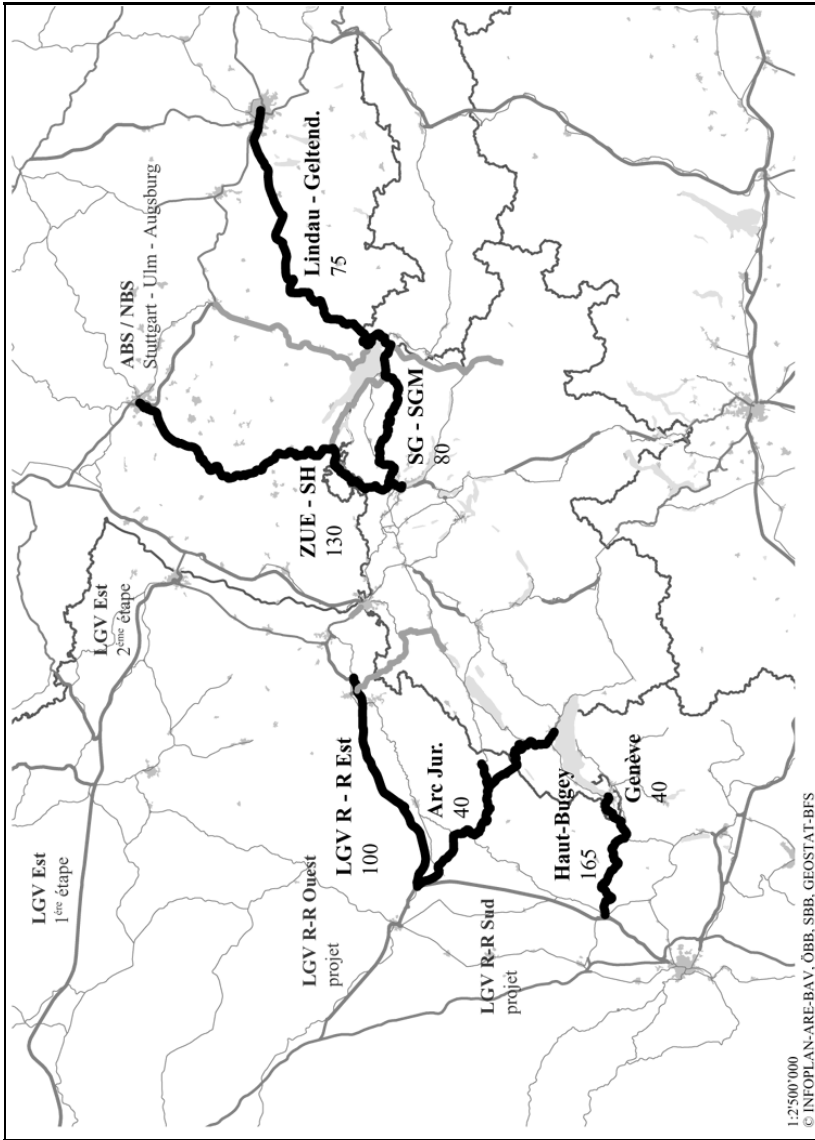 LGV Est
1ère étape
LGV Est
2ème étape
ABS / NBS
Stuttgart - Ulm - Augsburg
LGV R-R Ouest
projet
LGV R - R Est
100
ZUE - SH
130
Lindau - Geltend.
75
LGV R-R Sud
projet
Arc Jur.
40
SG - SGM
80
Haut-Bugey
165
Genève
40
1:2'500'000
© INFOPLAN-ARE-BAV, ÖBB, SBB, GEOSTAT-BFS